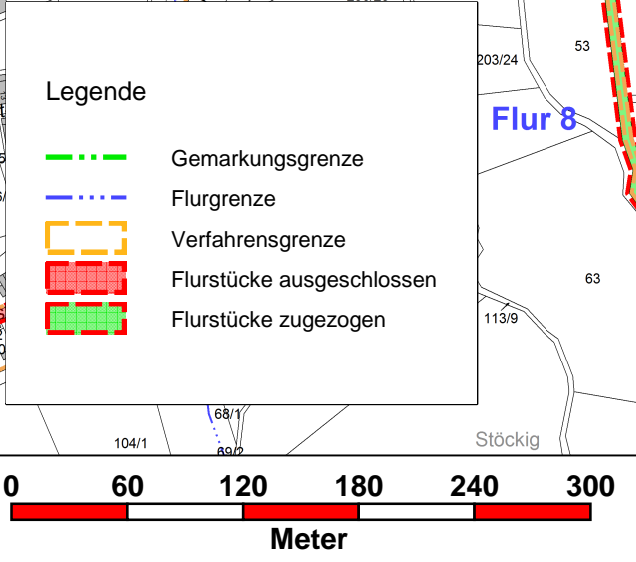 203/24
53
Flur 8
Legende
Gemarkungsgrenze
Flurgrenze
Verfahrensgrenze
Flurstücke ausgeschlossen
Flurstücke zugezogen
63
113/9
68/1
104/1
69/2
Stöckig
0 60 120 180 240 300
Meter